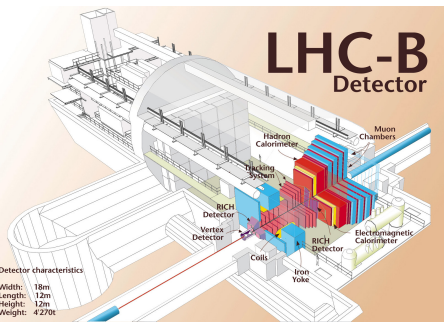 LHC-B
Detector
Hadron
Calorimeter
Muon
Chambers
Tracking
System
RICH
Detector
Vertex
Detector
Coils
RICH
Detector
Electromagnetic
Calorimeter
Iron
Yoke
Detector characteristics
Width: 18m
Length: 12m
Height: 12m
Weight: 4'270t